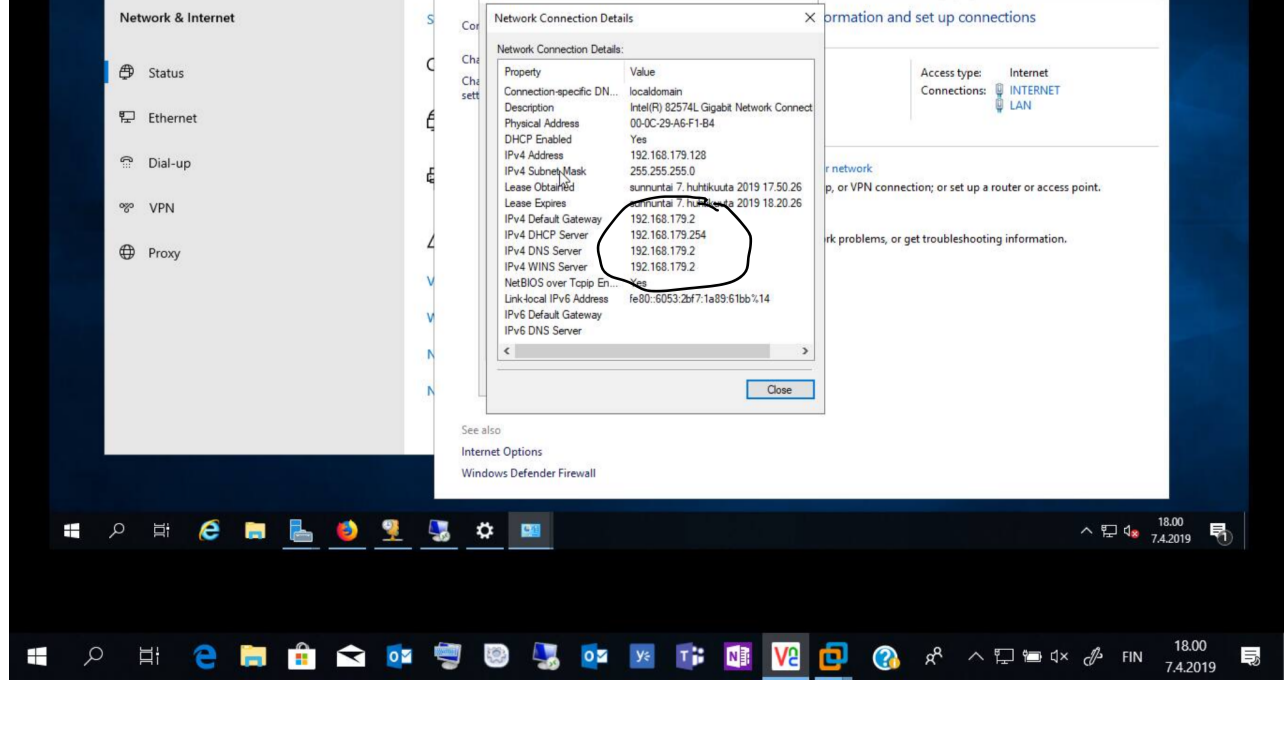 Network & Internet
Status
Ethernet
Dial-up
VPN
Proxy
Network Connection Details
Network Connection Details:
Property Value
Connection-specific DN... localdomain
Description Intel(R) 82574L Gigabit Network Connect
Physical Address 00-0C-29-A6-F1-B4
DHCP Enabled Yes
IPv4 Address 192.168.179.128
IPv4 Subnet Mask 255.255.255.0
Lease Obtained sunnuntai 7. huhtikuuta 2019 17.50.26
Lease Expires sunnuntai 7. huhtikuuta 2019 18.20.26
IPv4 Default Gateway 192.168.179.2
IPv4 DHCP Server 192.168.179.254
IPv4 DNS Server 192.168.179.2
IPv4 WINS Server 192.168.179.2
NetBIOS over Tcpip En... Yes
Link-local IPv6 Address fe80::6053:2bf7:1a89:61bb%14
IPv6 Default Gateway
IPv6 DNS Server
Close
ormation and set up connections
Access type: Internet
Connections: INTERNET
LAN
r network
p, or VPN connection; or set up a router or access point.
rk problems, or get troubleshooting information.
See also
Internet Options
Windows Defender Firewall
18.00
7.4.2019
1
FIN
18.00
7.4.2019